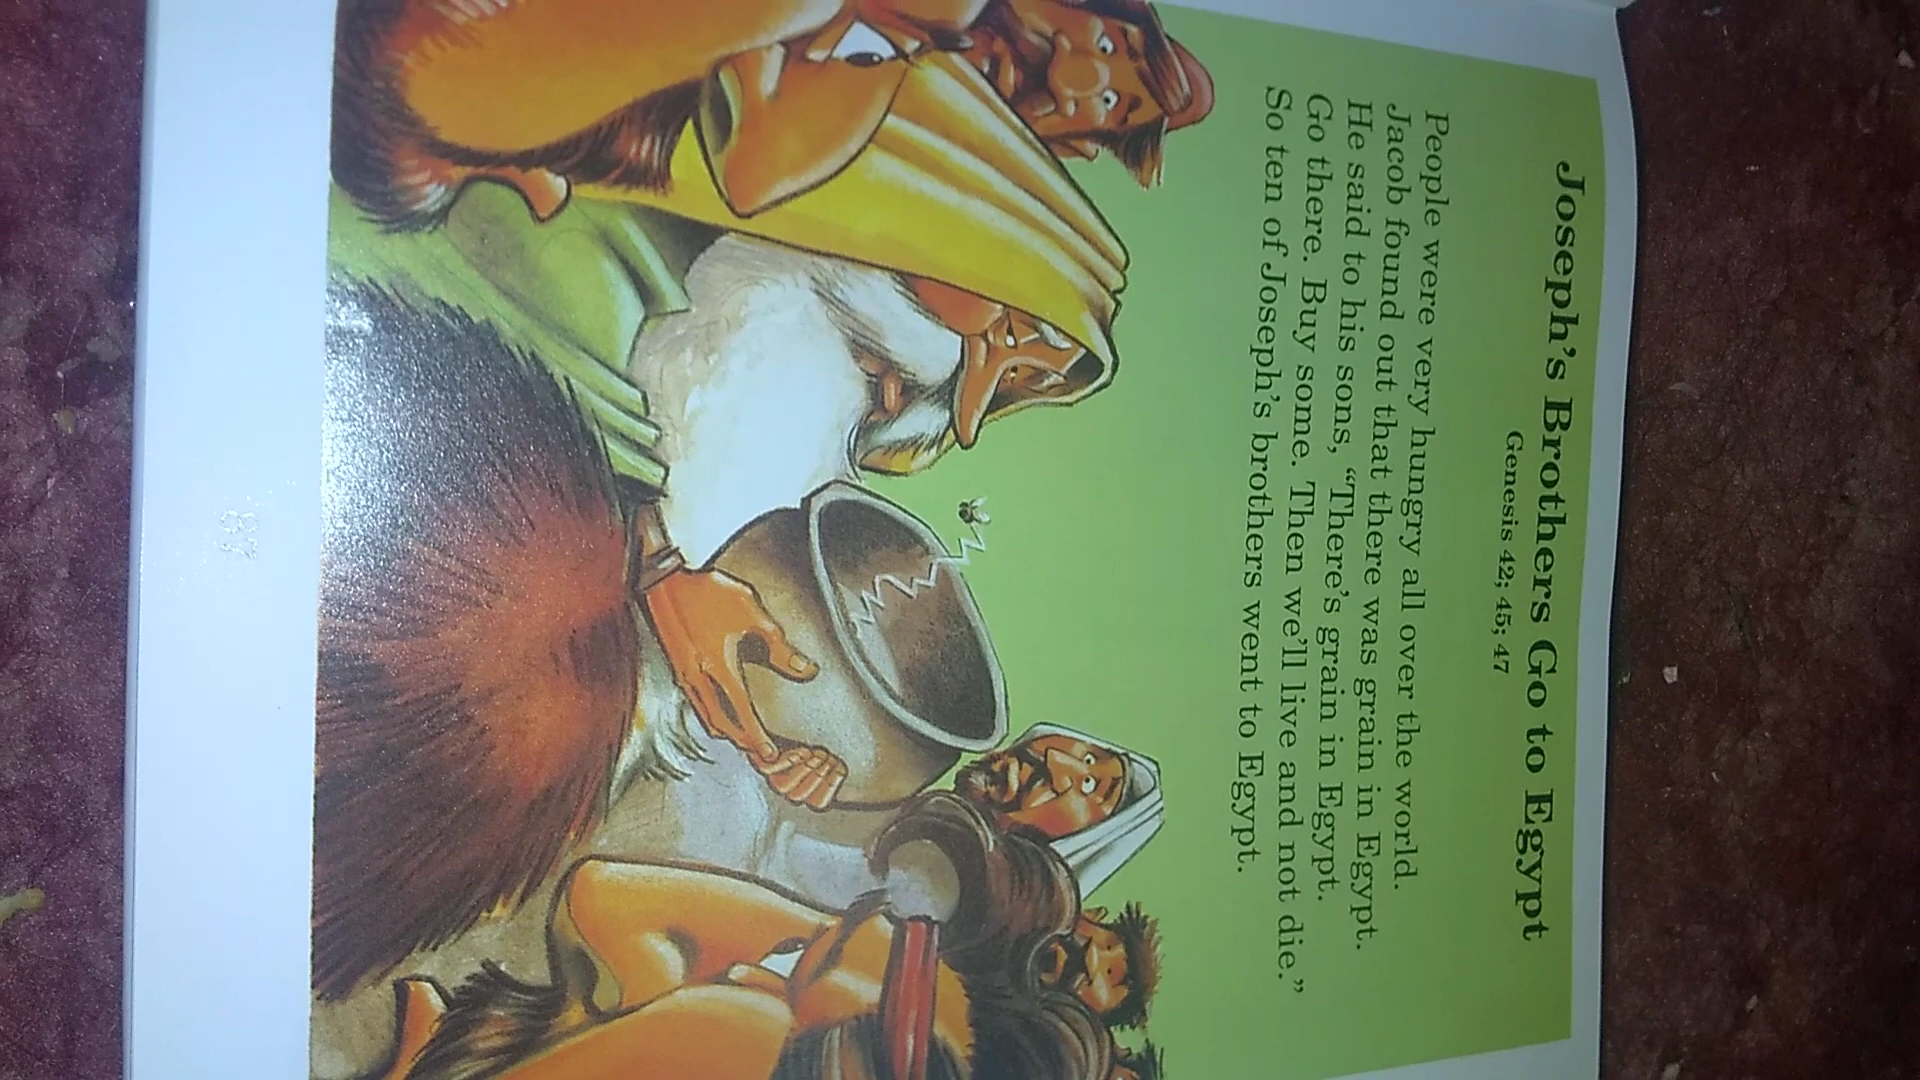 Joseph's Brothers Go to Egypt
Genesis 42; 45; 47
People were very hungry all over the world.
Jacob found out that there was grain in Egypt.
He said to his sons, “There's grain in Egypt.
Go there. Buy some. Then we'll live and not die.”
So ten of Joseph's brothers went to Egypt.
87